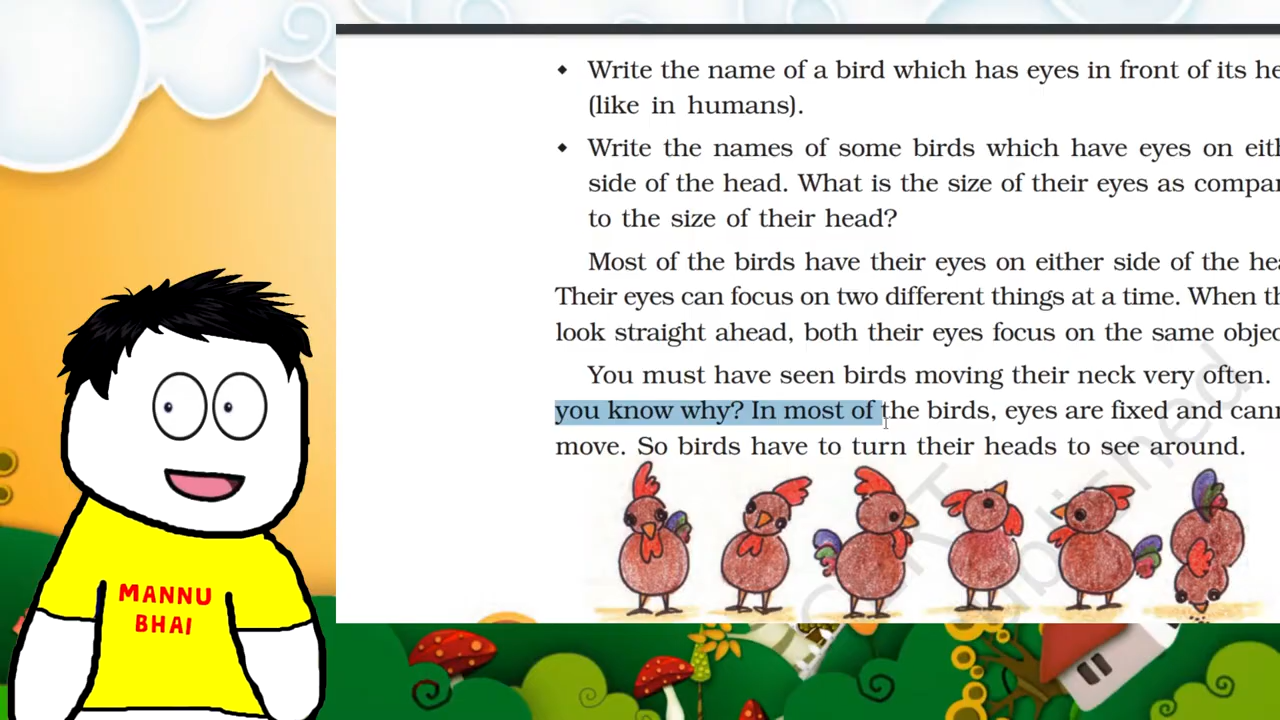 Write the name of a bird which has eyes in front of its he
(like in humans).
Write the names of some birds which have eyes on eith
side of the head. What is the size of their eyes as compar
to the size of their head?
Most of the birds have their eyes on either side of the hea
Their eyes can focus on two different things at a time. When th
look straight ahead, both their eyes focus on the same objec
You must have seen birds moving their neck very often.
you know why? In most of the birds, eyes are fixed and cann
move. So birds have to turn their heads to see around.
MANNU
BHAI